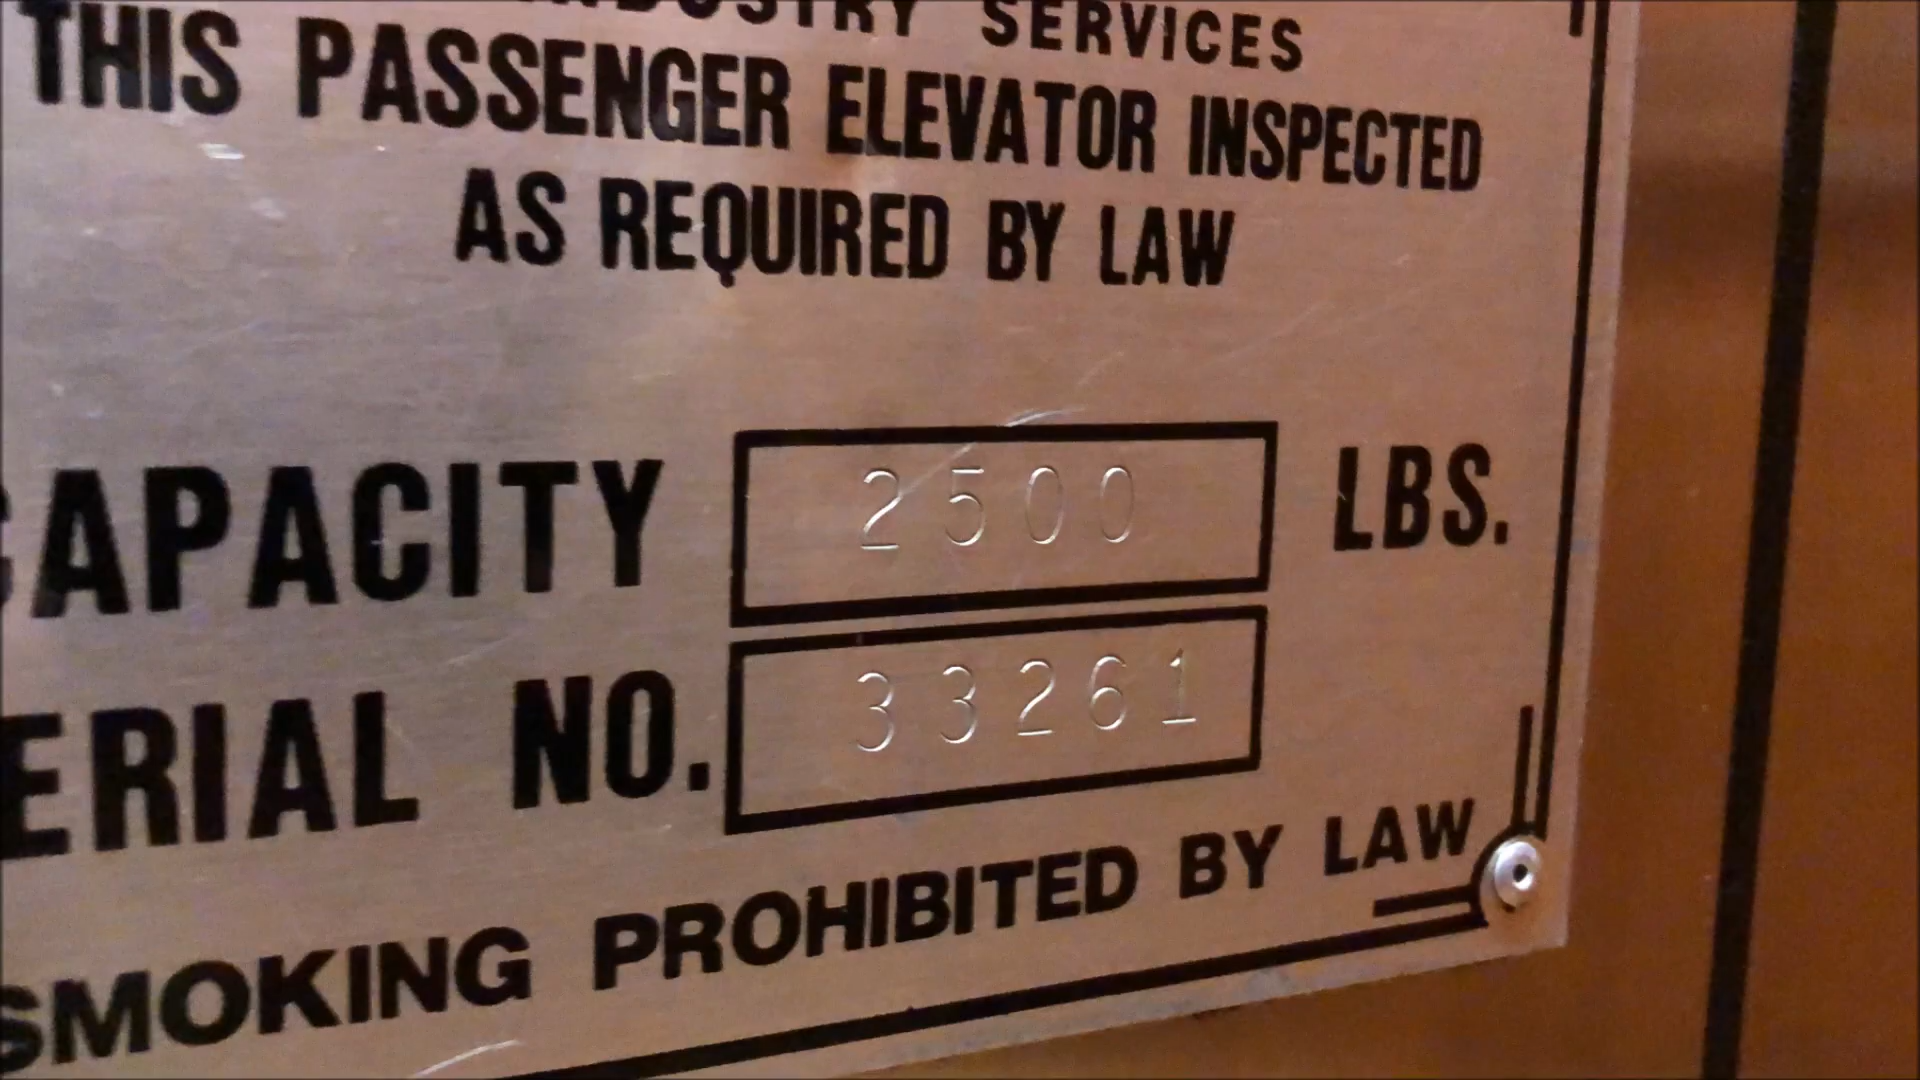 INDUSTRY SERVICES
THIS PASSENGER ELEVATOR INSPECTED
AS REQUIRED BY LAW
CAPACITY 2500 LBS.
SERIAL NO. 33261
SMOKING PROHIBITED BY LAW